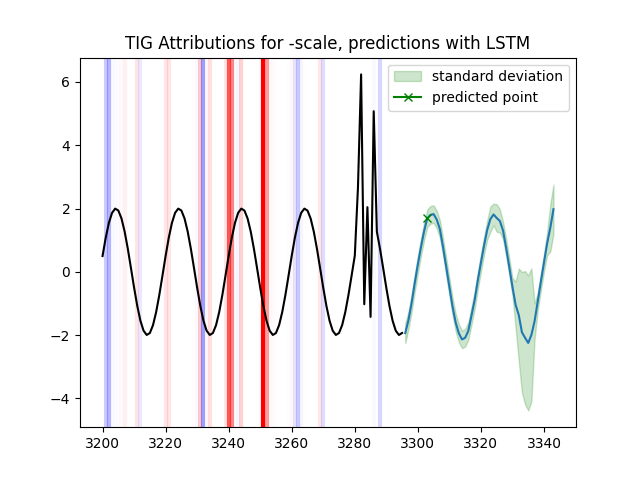 TIG Attributions for -scale, predictions with LSTM
standard deviation
predicted point
6
4
2
0
−2
−4
3200 3220 3240 3260 3280 3300 3320 3340